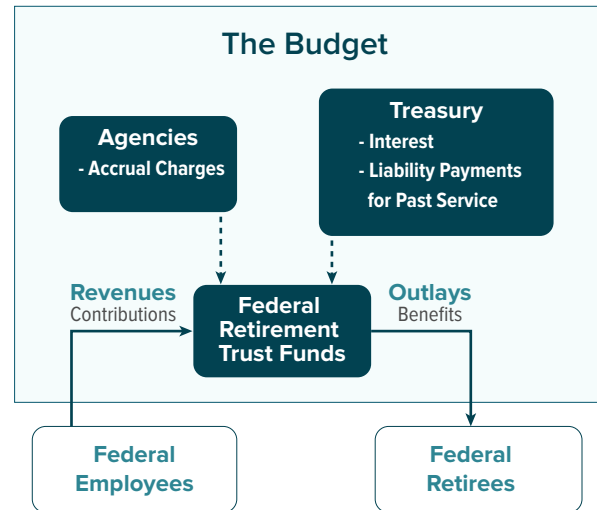 The Budget
Agencies
- Accrual Charges
Treasury
- Interest
- Liability Payments
for Past Service
Revenues
Contributions
Federal
Retirement
Trust Funds
Outlays
Benefits
Federal
Employees
Federal
Retirees